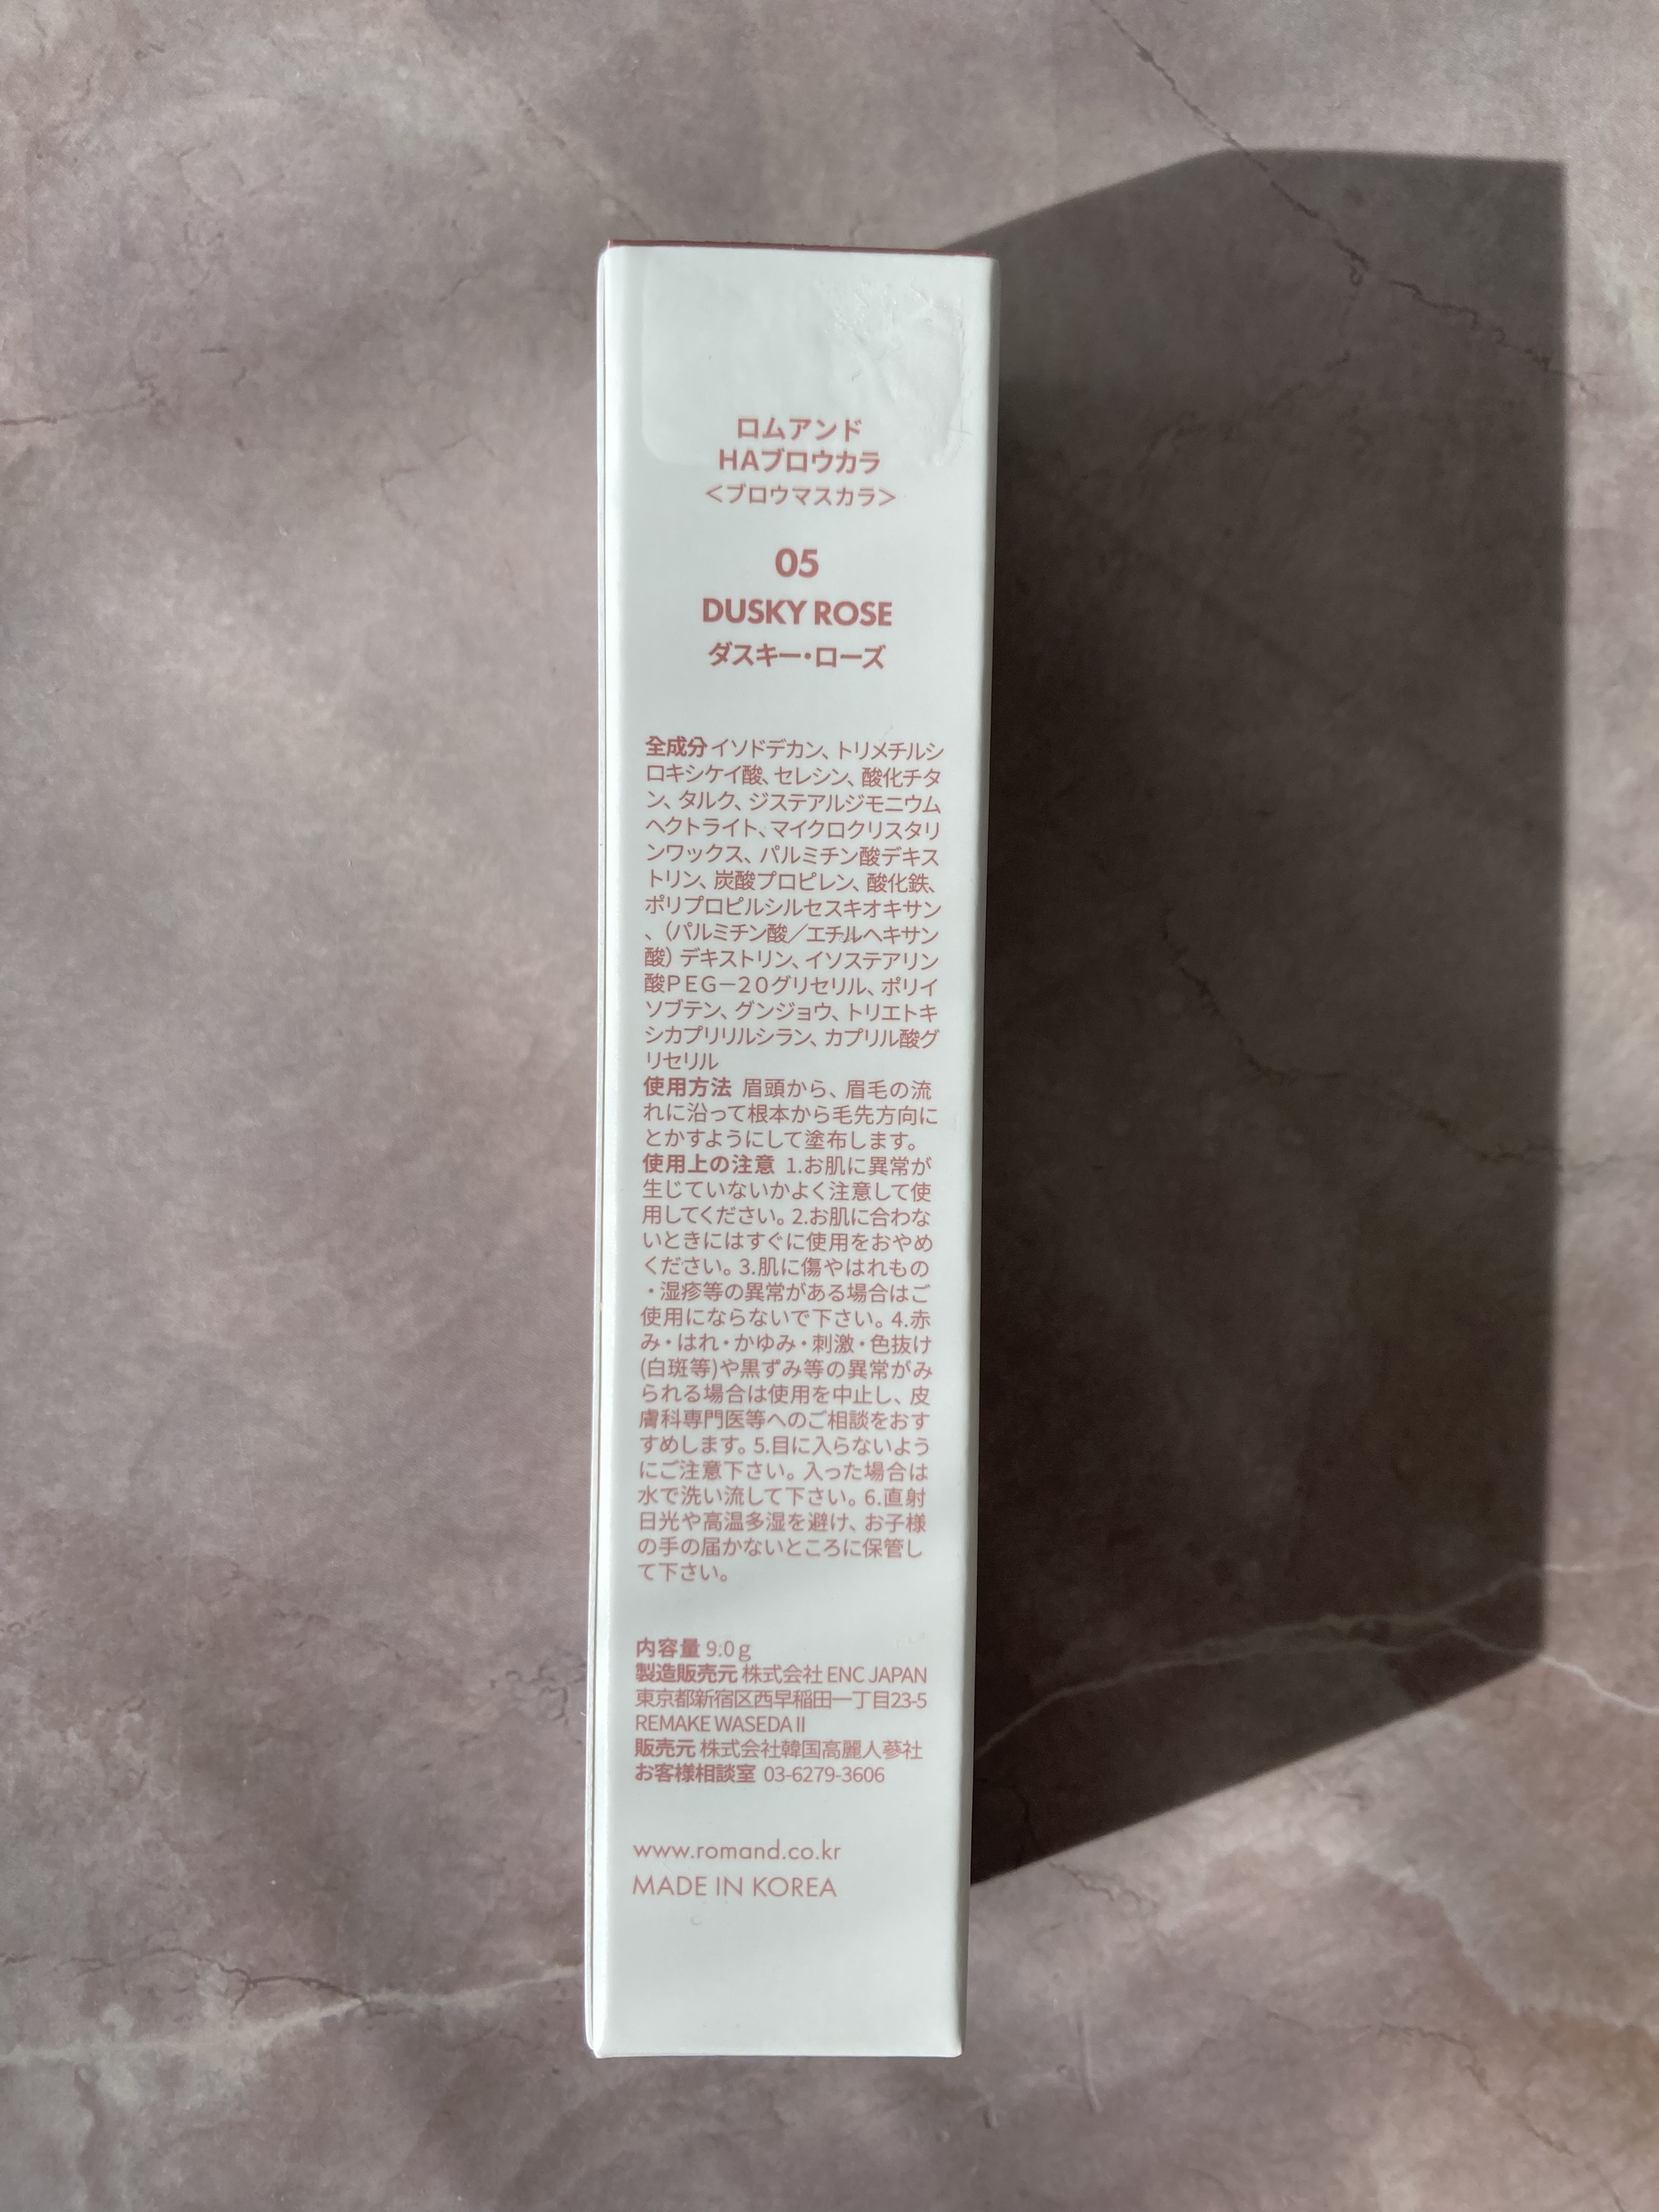 ロムアンド
HAブロウカラ
＜ブロウマスカラ＞
05
DUSKY ROSE
ダスキー・ローズ
全成分 イソドデカン、トリメチルシ
ロキシケイ酸、セレシン、酸化チタ
ン、タルク、ジステアルジモニウム
ヘクトライト、マイクロクリスタリ
ンワックス、パルミチン酸デキス
トリン、炭酸プロピレン、酸化鉄、
ポリプロピルシルセスキオキサン
、（パルミチン酸／エチルヘキサン
酸）デキストリン、イソステアリン
酸ＰＥＧ－２０グリセリル、ポリイ
ソブテン、グンジョウ、トリエトキ
シカプリリルシラン、カプリル酸グ
リセリル
使用方法 眉頭から、眉毛の流
れに沿って根本から毛先方向に
とかすようにして塗布します。
使用上の注意 1.お肌に異常が
生じていないかよく注意して使
用してください。2.お肌に合わな
いときにはすぐに使用をおやめ
ください。3.肌に傷やはれもの
・湿疹等の異常がある場合はご
使用にならないで下さい。4.赤
み・はれ・かゆみ・刺激・色抜け
(白斑等)や黒ずみ等の異常がみ
られる場合は使用を中止し、皮
膚科専門医等へのご相談をおす
すめします。5.目に入らないよう
にご注意下さい。入った場合は
水で洗い流して下さい。6.直射
日光や高温多湿を避け、お子様
の手の届かないところに保管し
て下さい。
内容量 9.0g
製造販売元 株式会社 ENC JAPAN
東京都新宿区西早稲田一丁目23-5
REMAKE WASEDA II
販売元 株式会社韓国高麗人蔘社
お客様相談室 03-6279-3606
www.romand.co.kr
MADE IN KOREA